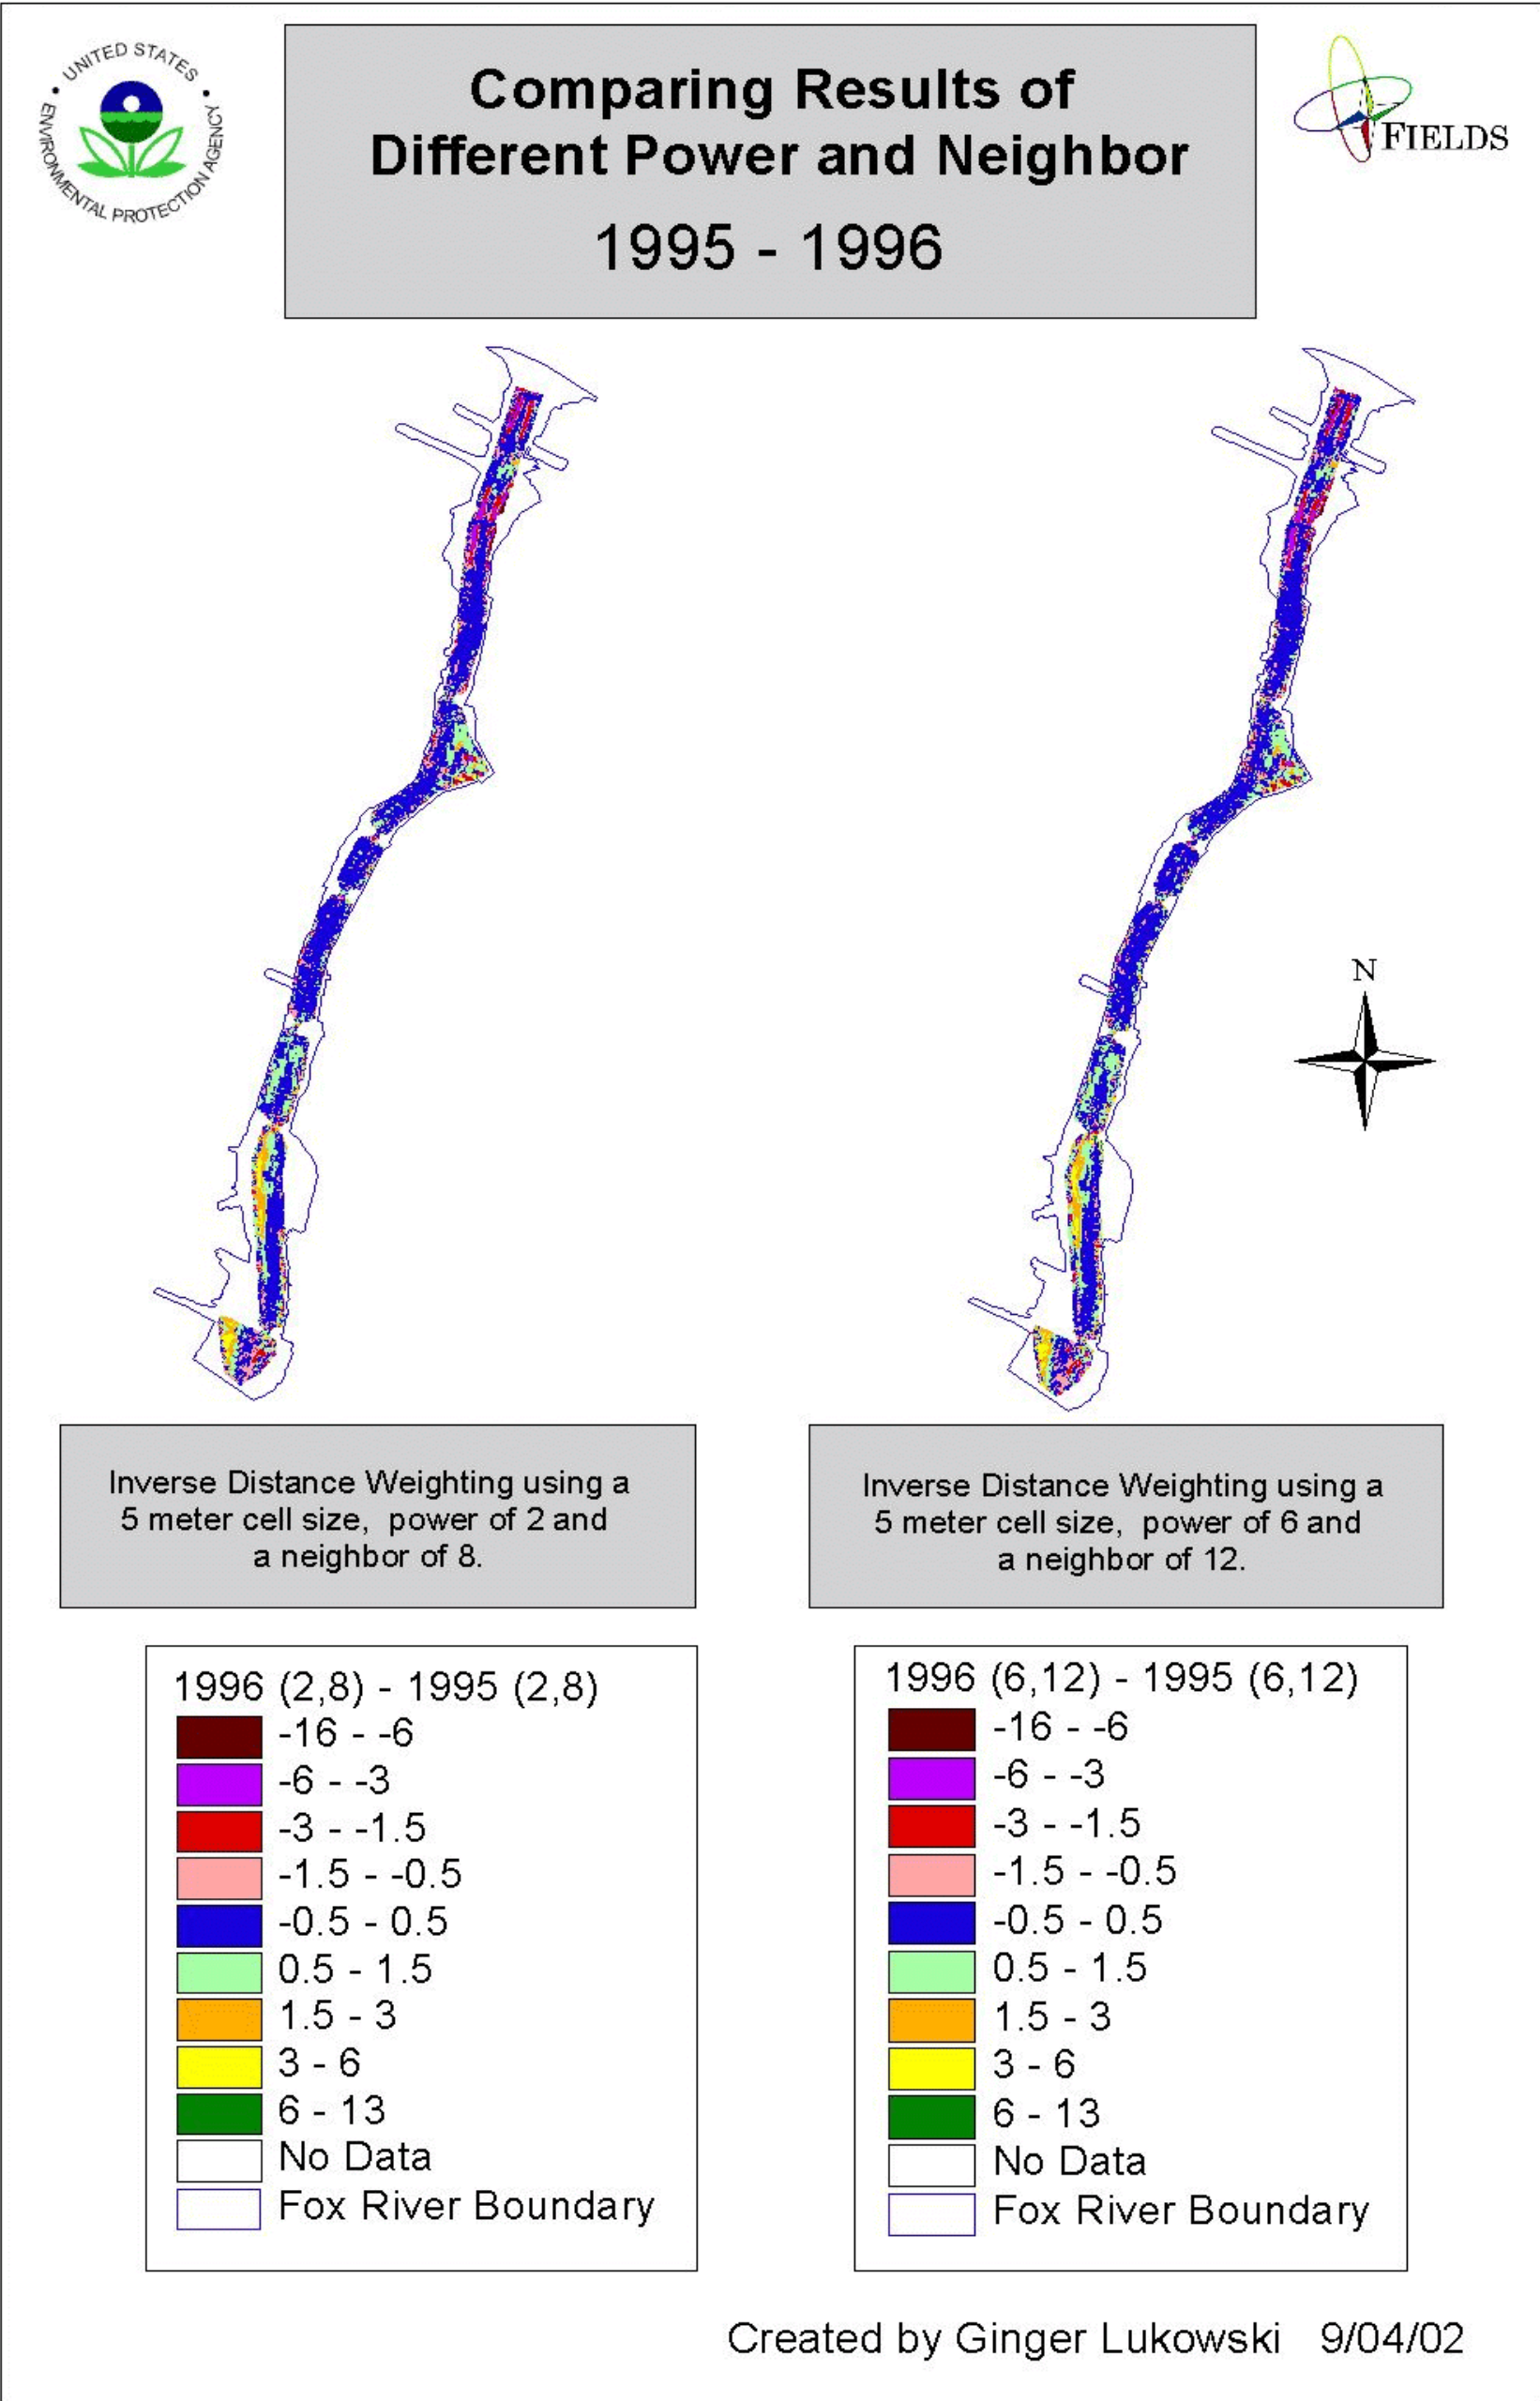 UNITED STATES
ENVIRONMENTAL PROTECTION AGENCY
Comparing Results of
Different Power and Neighbor
1995 - 1996
FIELDS
N
Inverse Distance Weighting using a
5 meter cell size, power of 2 and
a neighbor of 8.
Inverse Distance Weighting using a
5 meter cell size, power of 6 and
a neighbor of 12.
1996 (2,8) - 1995 (2,8)
-16 - -6
-6 - -3
-3 - -1.5
-1.5 - -0.5
-0.5 - 0.5
0.5 - 1.5
1.5 - 3
3 - 6
6 - 13
No Data
Fox River Boundary
1996 (6,12) - 1995 (6,12)
-16 - -6
-6 - -3
-3 - -1.5
-1.5 - -0.5
-0.5 - 0.5
0.5 - 1.5
1.5 - 3
3 - 6
6 - 13
No Data
Fox River Boundary
Created by Ginger Lukowski 9/04/02